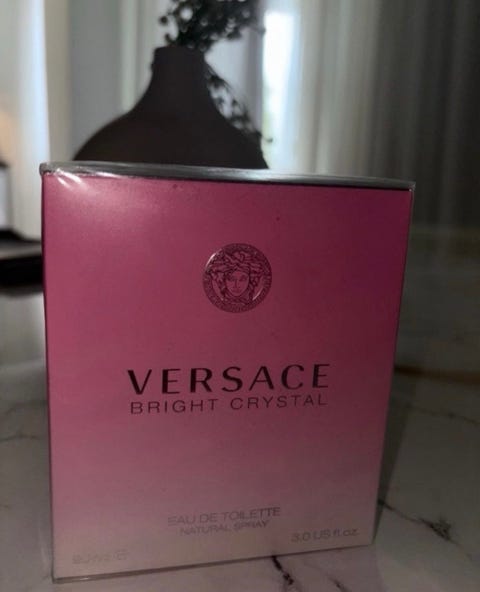 VERSACE
BRIGHT CRYSTAL
EAU DE TOILETTE
NATURAL SPRAY
3.0 US fl.oz.